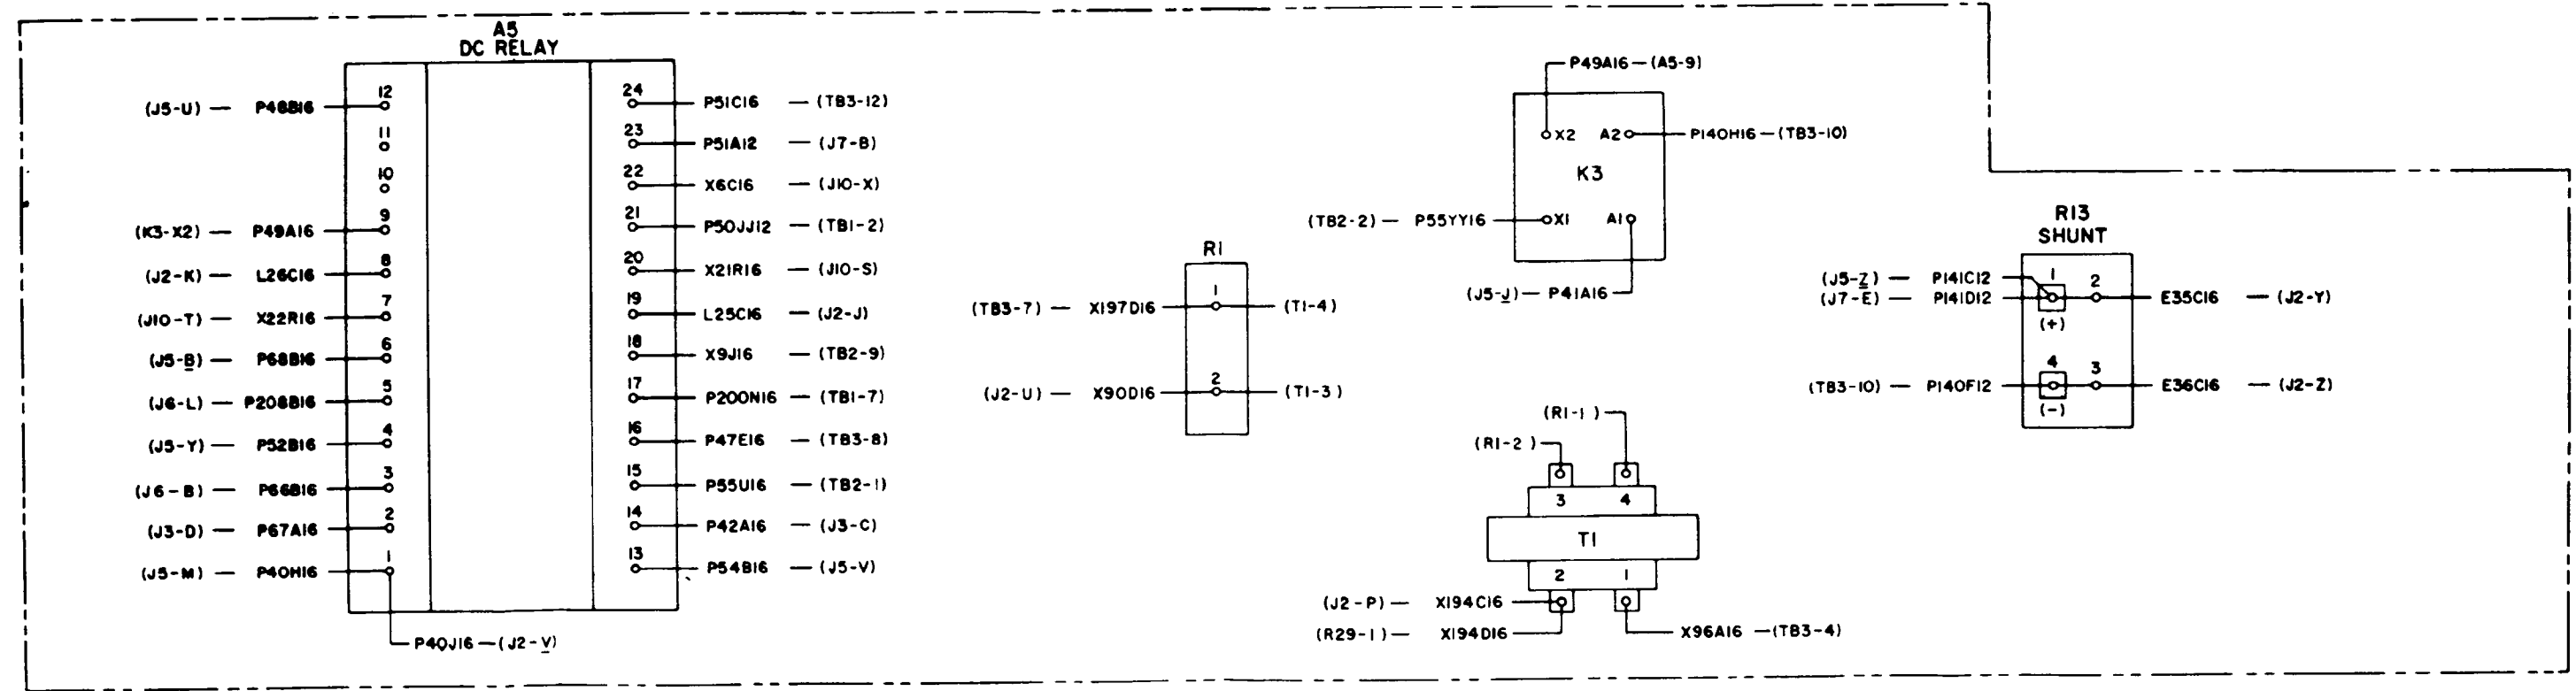 A5
DC RELAY
(J5-U) — P48B16 12
11
10
(K3-X2) — P49A16 9
(J2-K) — L26C16 8
(J10-T) — X22R16 7
(J5-B) — P68B16 6
(J6-L) — P208B16 5
(J5-Y) — P52B16 4
(J6-B) — P66B16 3
(J3-D) — P67A16 2
(J5-M) — P40H16 1
P40J16 — (J2-V)
24 P51C16 — (TB3-12)
23 P51A12 — (J7-B)
22 X6C16 — (J10-X)
21 P50JJ12 — (TB1-2)
20 X21R16 — (J10-S)
19 L25C16 — (J2-J)
18 X9J16 — (TB2-9)
17 P200N16 — (TB1-7)
16 P47E16 — (TB3-8)
15 P55U16 — (TB2-1)
14 P42A16 — (J3-C)
13 P54B16 — (J5-V)
R1
(TB3-7) — X197D16 1 (T1-4)
(J2-U) — X90D16 2 (T1-3)
P49A16 — (A5-9)
X2 A2 P140H16 — (TB3-10)
K3
(TB2-2) — P55YY16 X1 A1
(J5-J) — P41A16
(R1-1)
(R1-2)
3 4
T1
2 1
(J2-P) — X194C16
(R29-1) — X194D16
X96A16 — (TB3-4)
R13
SHUNT
(J5-Z) — P141C12 1 2
(J7-E) — P141D12 E35C16 — (J2-Y)
(+)
4 3
(TB3-10) — P140F12 E36C16 — (J2-Z)
(-)